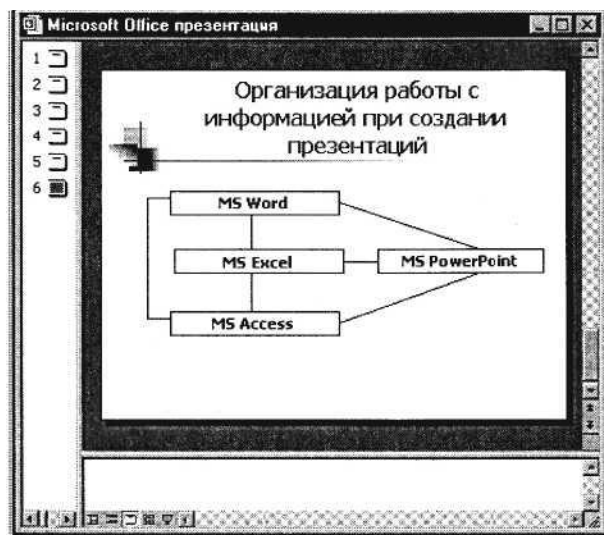 Microsoft Office презентация
1
2
3
4
5
6
Организация работы с
информацией при создании
презентаций
MS Word
MS Excel
MS PowerPoint
MS Access